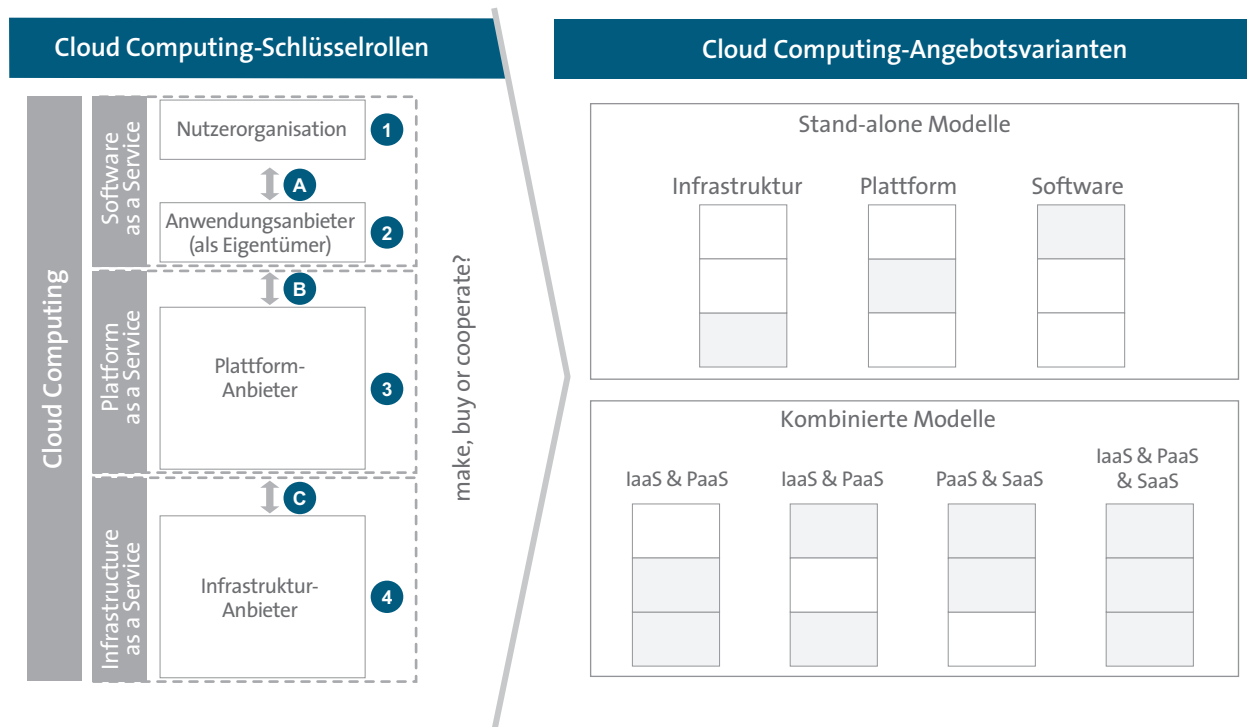 Cloud Computing-Schlüsselrollen
Cloud Computing
Software
as a Service
Nutzerorganisation
1
A
Anwendungsanbieter
(als Eigentümer)
2
Platform
as a Service
B
Plattform-
Anbieter
3
Infrastructure
as a Service
C
Infrastruktur-
Anbieter
4
make, buy or cooperate?
Cloud Computing-Angebotsvarianten
Stand-alone Modelle
Infrastruktur
Plattform
Software
Kombinierte Modelle
IaaS & PaaS
IaaS & PaaS
PaaS & SaaS
IaaS & PaaS
& SaaS